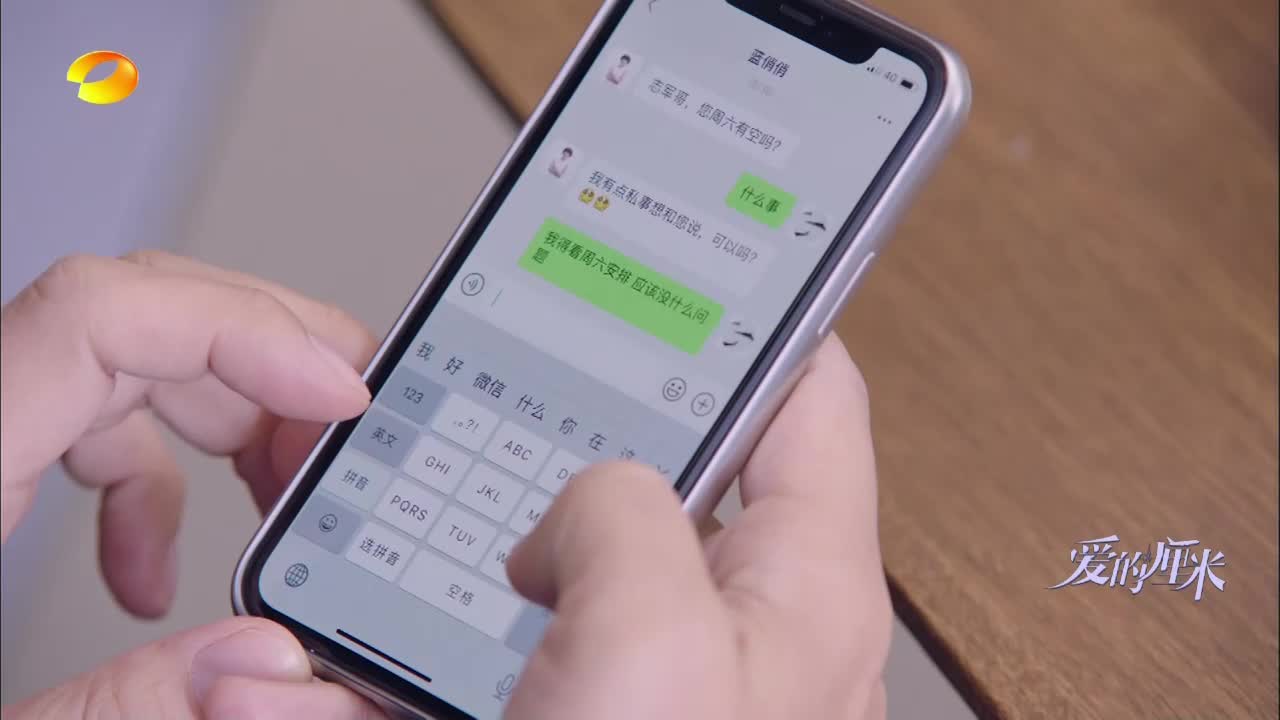 蓝俏俏
40
志军哥，您周六有空吗？
什么事
我有点私事想和您说，可以吗？
我得看周六安排 应该没什么问
题
我 好 微信 什么 你 在 这
123
,。?!
ABC
英文
GHI
JKL
拼音
PQRS
TUV
选拼音
空格
爱的厘米